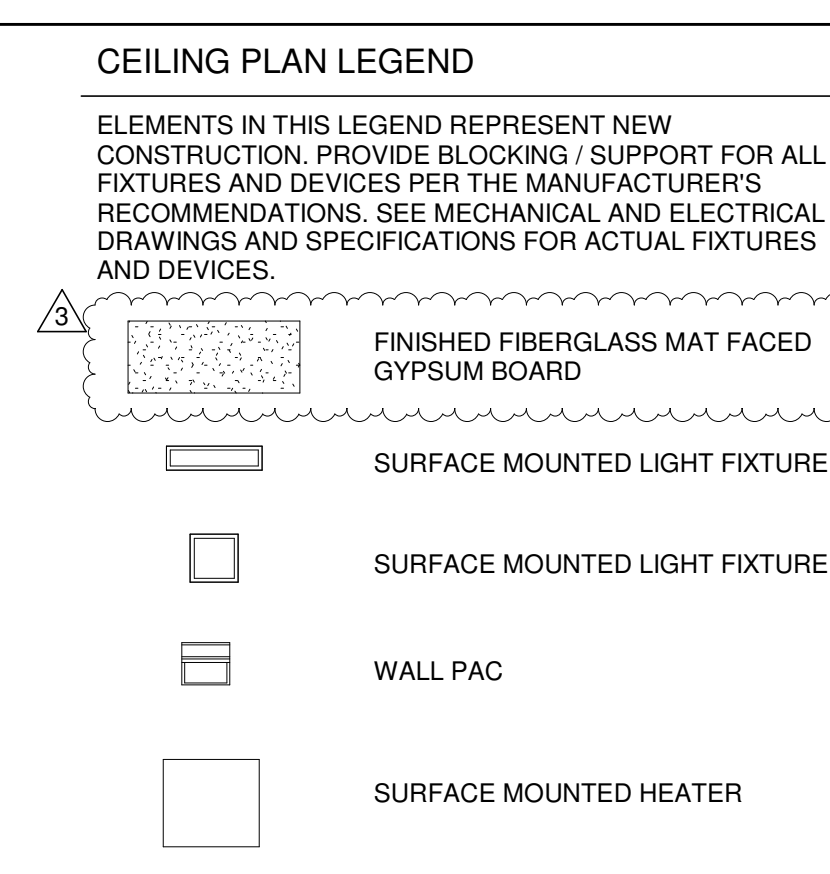 CEILING PLAN LEGEND
ELEMENTS IN THIS LEGEND REPRESENT NEW
CONSTRUCTION. PROVIDE BLOCKING / SUPPORT FOR ALL
FIXTURES AND DEVICES PER THE MANUFACTURER'S
RECOMMENDATIONS. SEE MECHANICAL AND ELECTRICAL
DRAWINGS AND SPECIFICATIONS FOR ACTUAL FIXTURES
AND DEVICES.
3
FINISHED FIBERGLASS MAT FACED
GYPSUM BOARD
SURFACE MOUNTED LIGHT FIXTURE
SURFACE MOUNTED LIGHT FIXTURE
WALL PAC
SURFACE MOUNTED HEATER